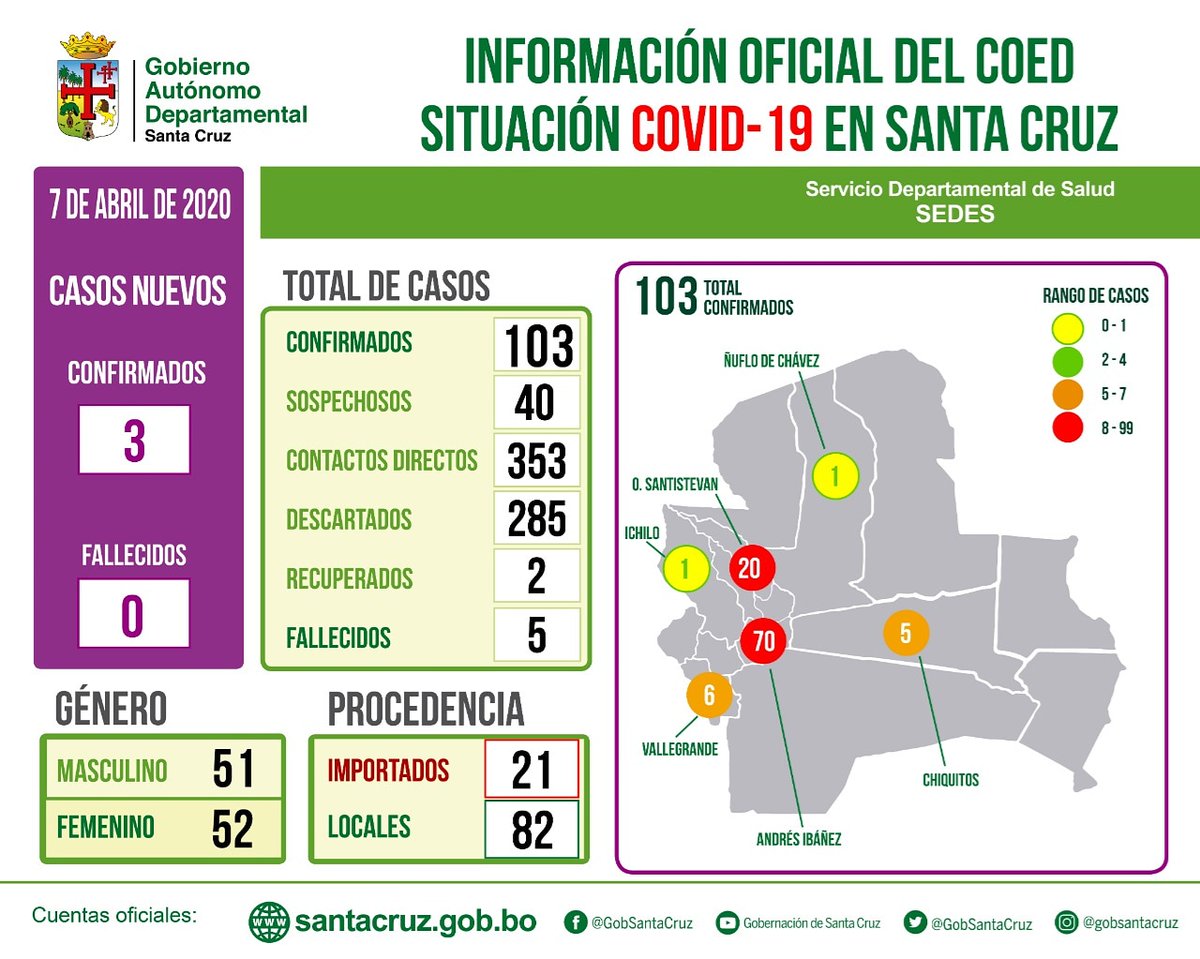 Gobierno
Autónomo
Departamental
Santa Cruz
INFORMACIÓN OFICIAL DEL COED
SITUACIÓN COVID-19 EN SANTA CRUZ
7 DE ABRIL DE 2020
Servicio Departamental de Salud
SEDES
CASOS NUEVOS
CONFIRMADOS
3
FALLECIDOS
0
TOTAL DE CASOS
CONFIRMADOS 103
SOSPECHOSOS 40
CONTACTOS DIRECTOS 353
DESCARTADOS 285
RECUPERADOS 2
FALLECIDOS 5
GÉNERO
MASCULINO 51
FEMENINO 52
PROCEDENCIA
IMPORTADOS 21
LOCALES 82
103 TOTAL
CONFIRMADOS
RANGO DE CASOS
0 - 1
2 - 4
5 - 7
8 - 99
ÑUFLO DE CHÁVEZ
1
O. SANTISTEVAN
20
ICHILO
1
70
5
6
VALLEGRANDE
CHIQUITOS
ANDRÉS IBÁÑEZ
Cuentas oficiales:
WWW
santacruz.gob.bo
@GobSantaCruz
Gobernación de Santa Cruz
@GobSantaCruz
@gobsantacruz